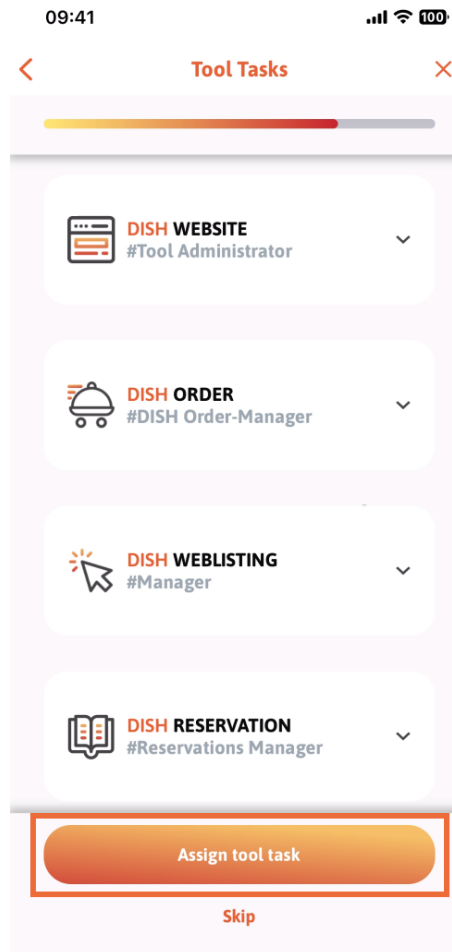 09:41
100
Tool Tasks
DISH WEBSITE
#Tool Administrator
DISH ORDER
#DISH Order-Manager
DISH WEBLISTING
#Manager
DISH RESERVATION
#Reservations Manager
Assign tool task
Skip